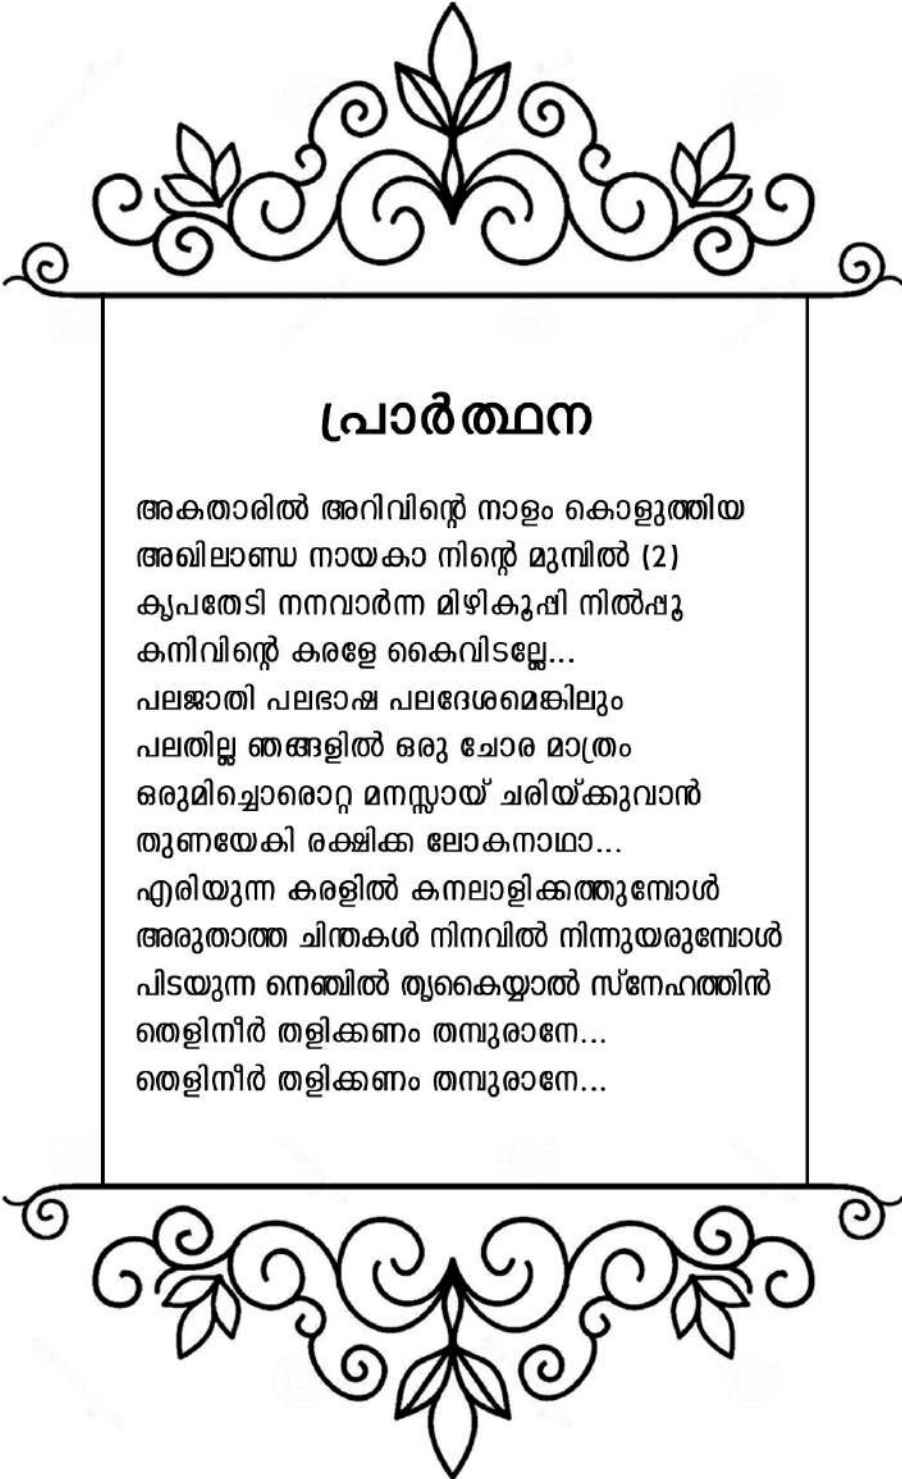 പ്രാർത്ഥന
അകതാരിൽ അറിവിന്റെ നാളം കൊളുത്തിയ
അഖിലാണ്ഡ നായകാ നിന്റെ മുമ്പിൽ (2)
കൃപതേടി നനവാർന്ന മിഴികൂപ്പി നിൽപ്പൂ
കനിവിന്റെ കരളേ കൈവിടല്ലേ...
പലജാതി പലഭാഷ പലദേശമെങ്കിലും
പലതില്ല ഞങ്ങളിൽ ഒരു ചോര മാത്രം
ഒരുമിച്ചൊരൊറ്റ മനസ്സായ് ചരിയ്ക്കുവാൻ
തുണയേകി രക്ഷിക്ക ലോകനാഥാ...
എരിയുന്ന കരളിൽ കനലാളിക്കത്തുമ്പോൾ
അരുതാത്ത ചിന്തകൾ നിനവിൽ നിന്നുയരുമ്പോൾ
പിടയുന്ന നെഞ്ചിൽ തൃകൈയ്യാൽ സ്നേഹത്തിൻ
തെളിനീർ തളിക്കണം തമ്പുരാനേ...
തെളിനീർ തളിക്കണം തമ്പുരാനേ...